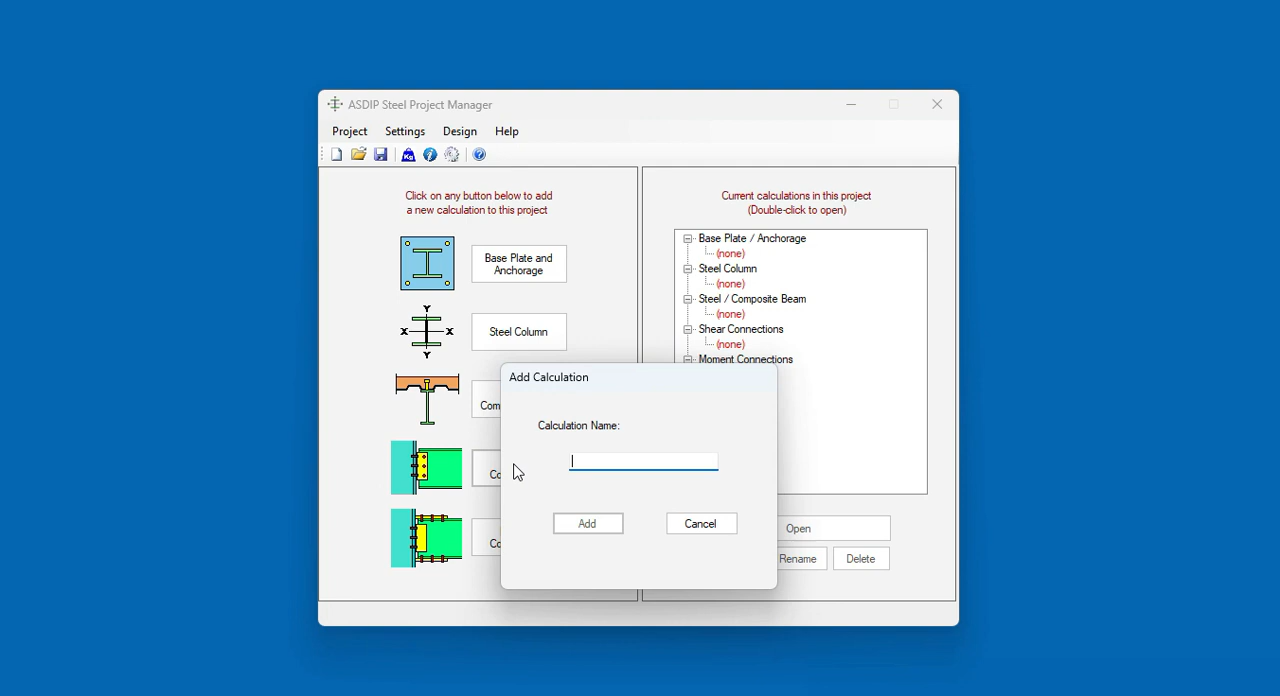 ASDIP Steel Project Manager
Project Settings Design Help
Kg
Click on any button below to add
a new calculation to this project
Base Plate and
Anchorage
Y
X X
Y
Steel Column
Current calculations in this project
(Double-click to open)
Base Plate / Anchorage
(none)
Steel Column
(none)
Steel / Composite Beam
(none)
Shear Connections
(none)
Moment Connections
Add Calculation
Calculation Name:
Add Cancel
Open
Rename Delete